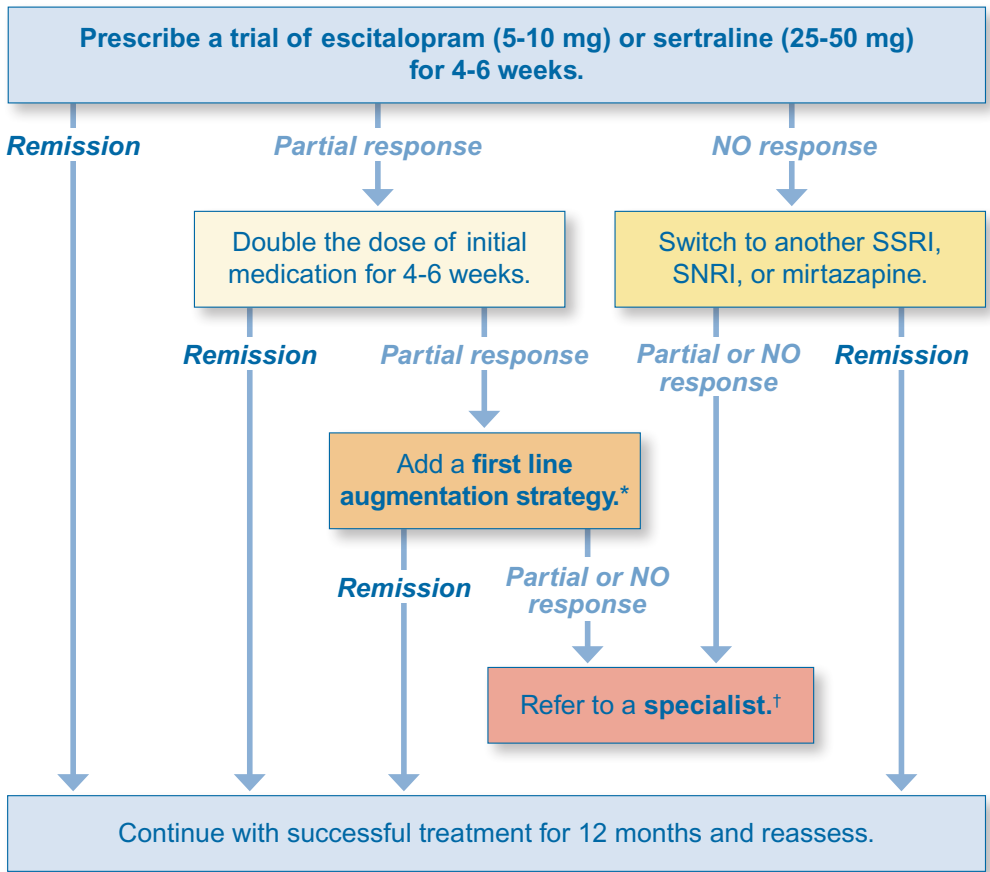 Prescribe a trial of escitalopram (5-10 mg) or sertraline (25-50 mg)
for 4-6 weeks.
Remission
Partial response
NO response
Double the dose of initial
medication for 4-6 weeks.
Switch to another SSRI,
SNRI, or mirtazapine.
Remission
Partial response
Partial or NO
response
Remission
Add a first line
augmentation strategy.*
Remission
Partial or NO
response
Refer to a specialist.†
Continue with successful treatment for 12 months and reassess.